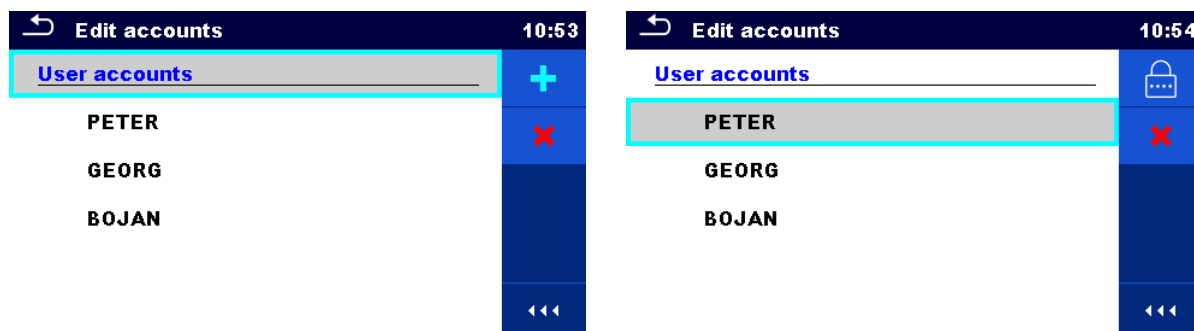 Edit accounts 10:53
User accounts
PETER
GEORG
BOJAN
Edit accounts 10:54
User accounts
PETER
GEORG
BOJAN